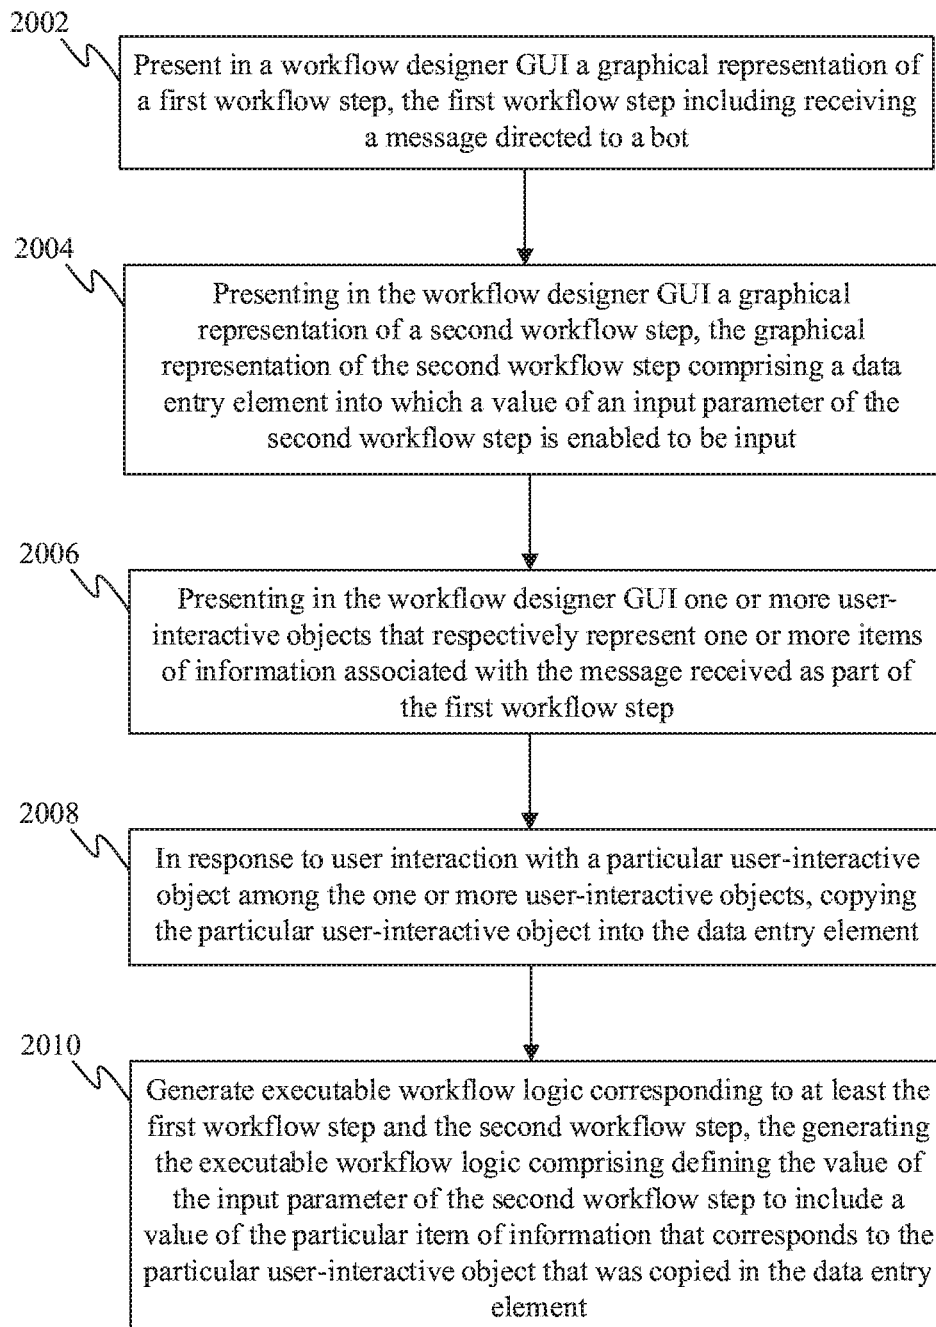 2002
Present in a workflow designer GUI a graphical representation of
a first workflow step, the first workflow step including receiving
a message directed to a bot
2004
Presenting in the workflow designer GUI a graphical
representation of a second workflow step, the graphical
representation of the second workflow step comprising a data
entry element into which a value of an input parameter of the
second workflow step is enabled to be input
2006
Presenting in the workflow designer GUI one or more user-
interactive objects that respectively represent one or more items
of information associated with the message received as part of
the first workflow step
2008
In response to user interaction with a particular user-interactive
object among the one or more user-interactive objects, copying
the particular user-interactive object into the data entry element
2010
Generate executable workflow logic corresponding to at least the
first workflow step and the second workflow step, the generating
the executable workflow logic comprising defining the value of
the input parameter of the second workflow step to include a
value of the particular item of information that corresponds to the
particular user-interactive object that was copied in the data entry
element